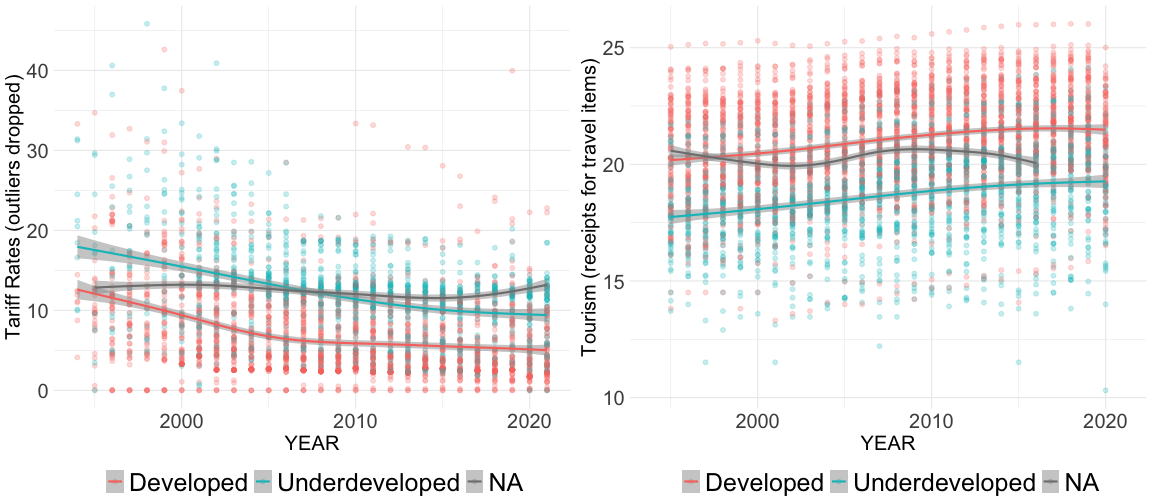 Tariff Rates (outliers dropped)
40
30
20
10
0
2000
2010
2020
YEAR
Developed Underdeveloped NA
Tourism (receipts for travel items)
25
20
15
10
2000
2010
2020
YEAR
Developed Underdeveloped NA